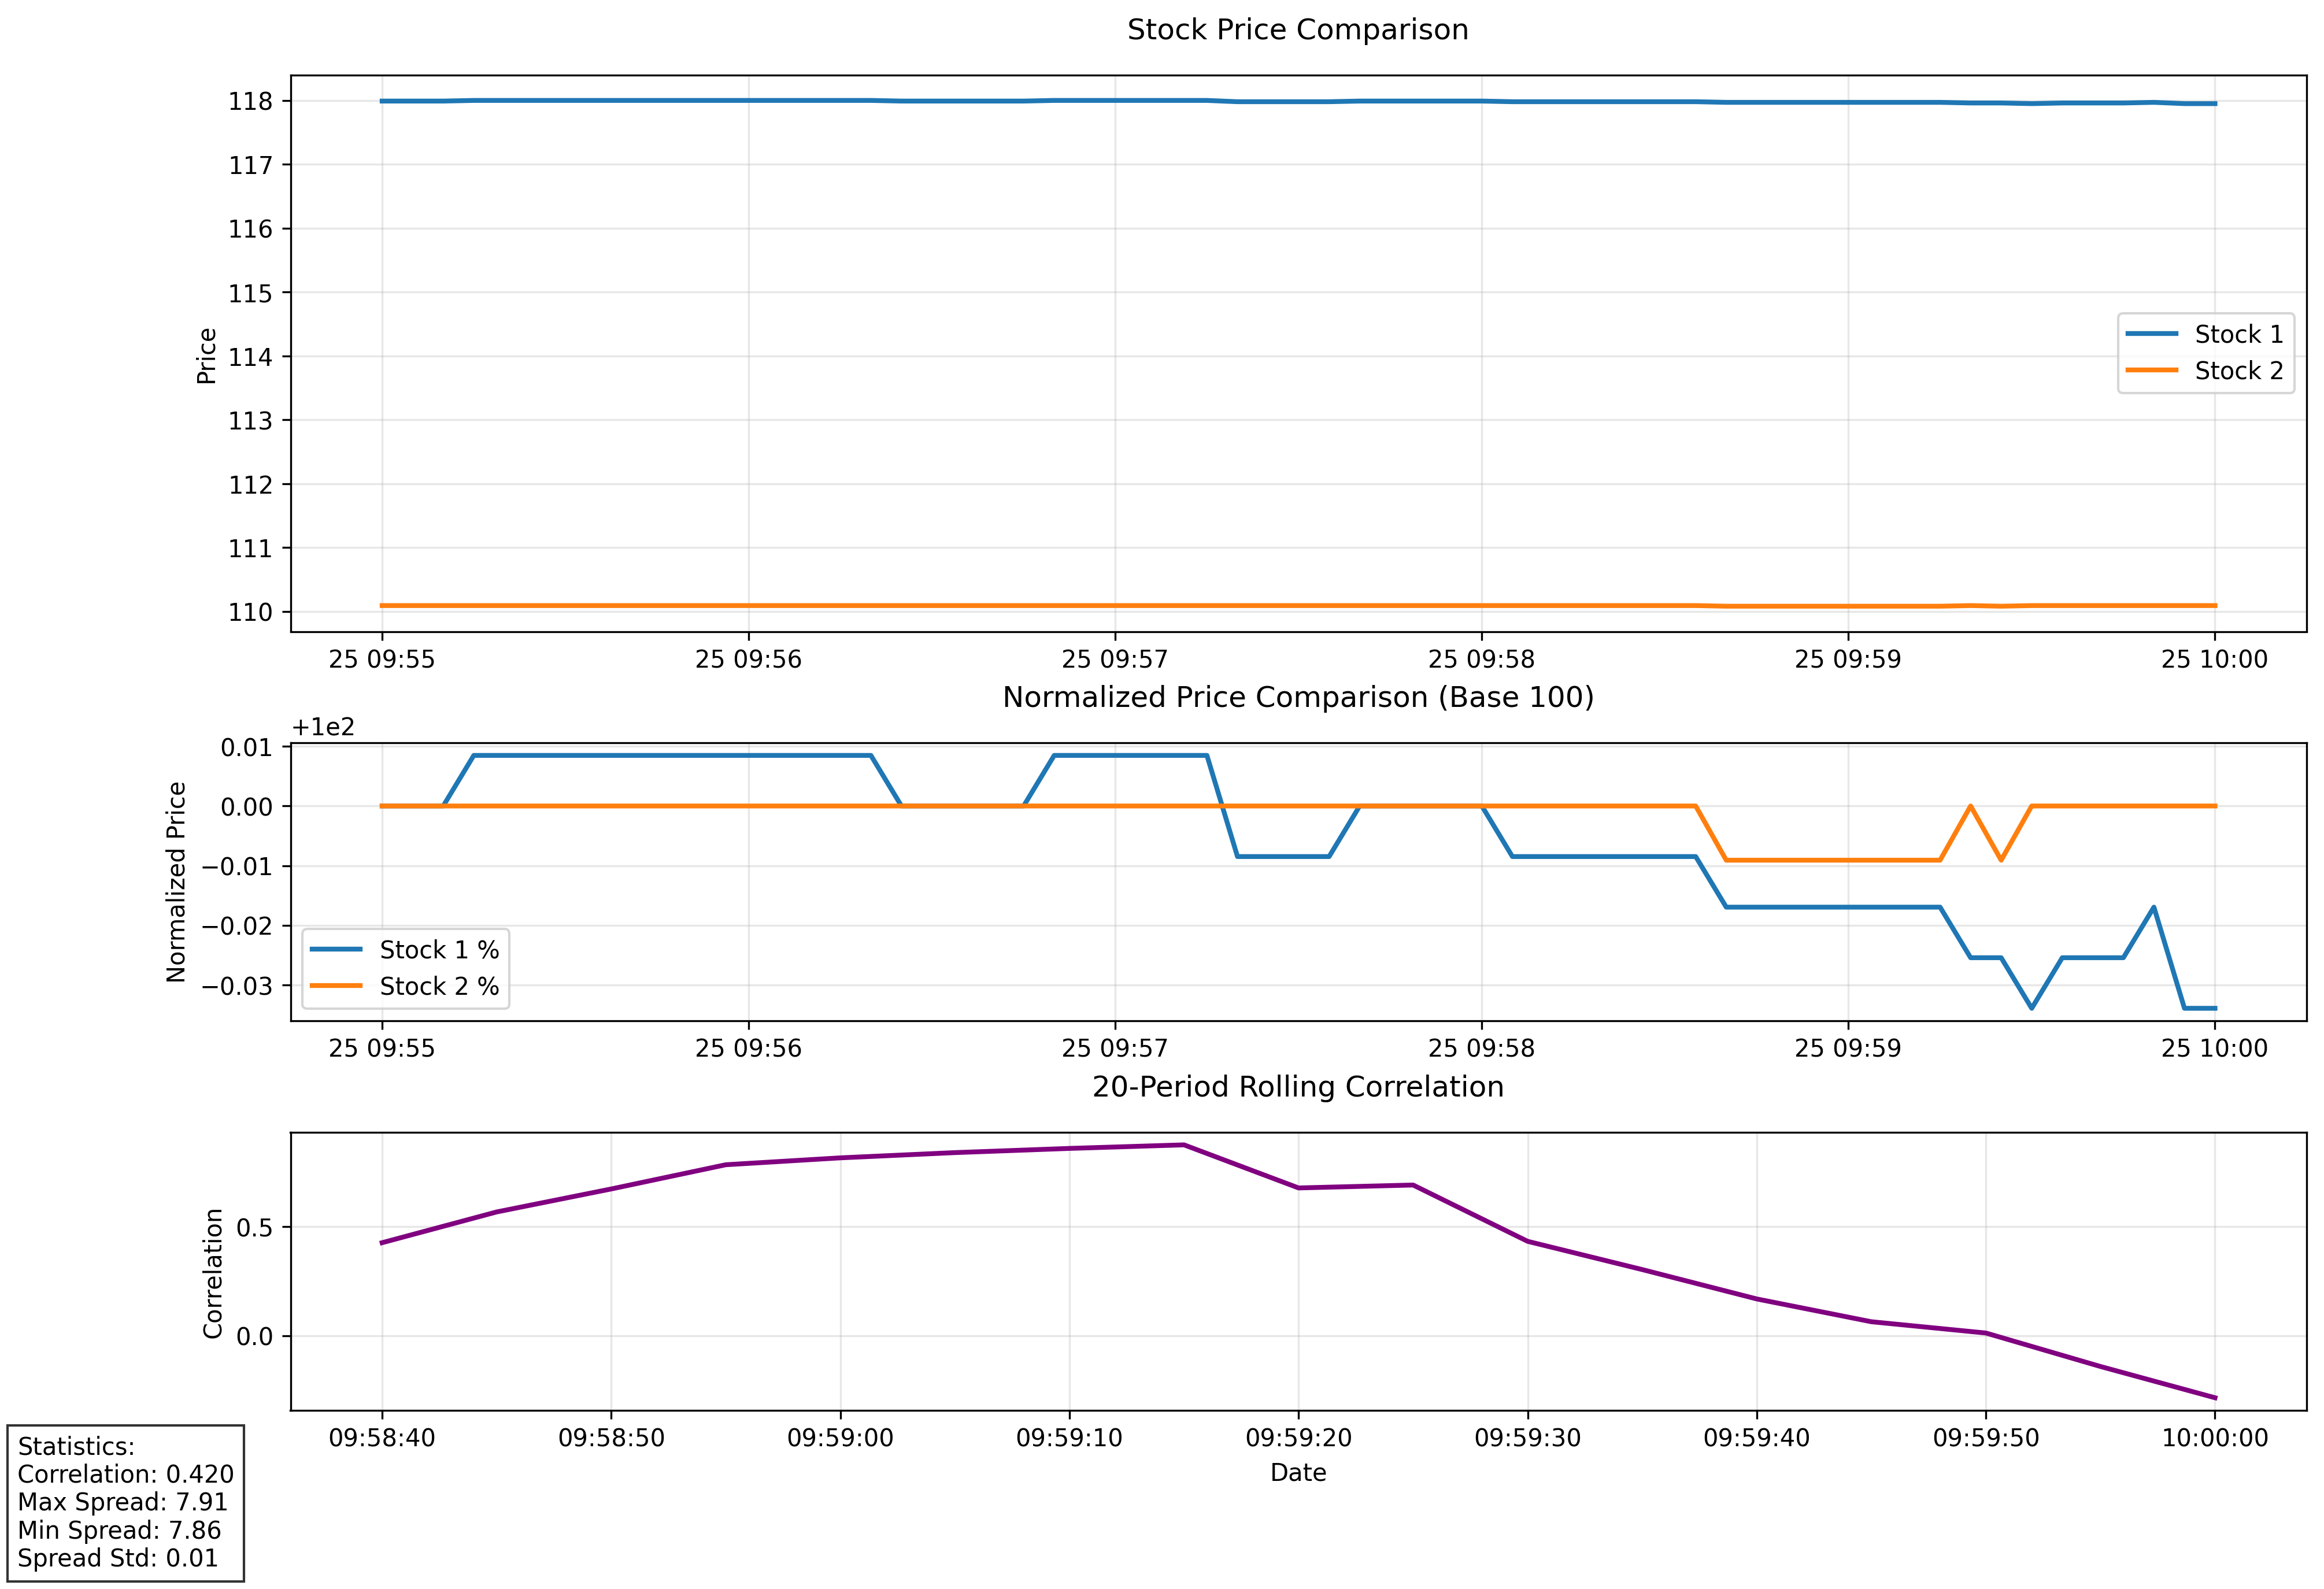 Stock Price Comparison
118
117
116
115
114
113
112
111
110
Price
Stock 1
Stock 2
25 09:55 25 09:56 25 09:57 25 09:58 25 09:59 25 10:00
Normalized Price Comparison (Base 100)
+1e2
0.01
0.00
−0.01
−0.02
−0.03
Normalized Price
Stock 1 %
Stock 2 %
25 09:55 25 09:56 25 09:57 25 09:58 25 09:59 25 10:00
20-Period Rolling Correlation
0.5
0.0
Correlation
09:58:40 09:58:50 09:59:00 09:59:10 09:59:20 09:59:30 09:59:40 09:59:50 10:00:00
Date
Statistics:
Correlation: 0.420
Max Spread: 7.91
Min Spread: 7.86
Spread Std: 0.01